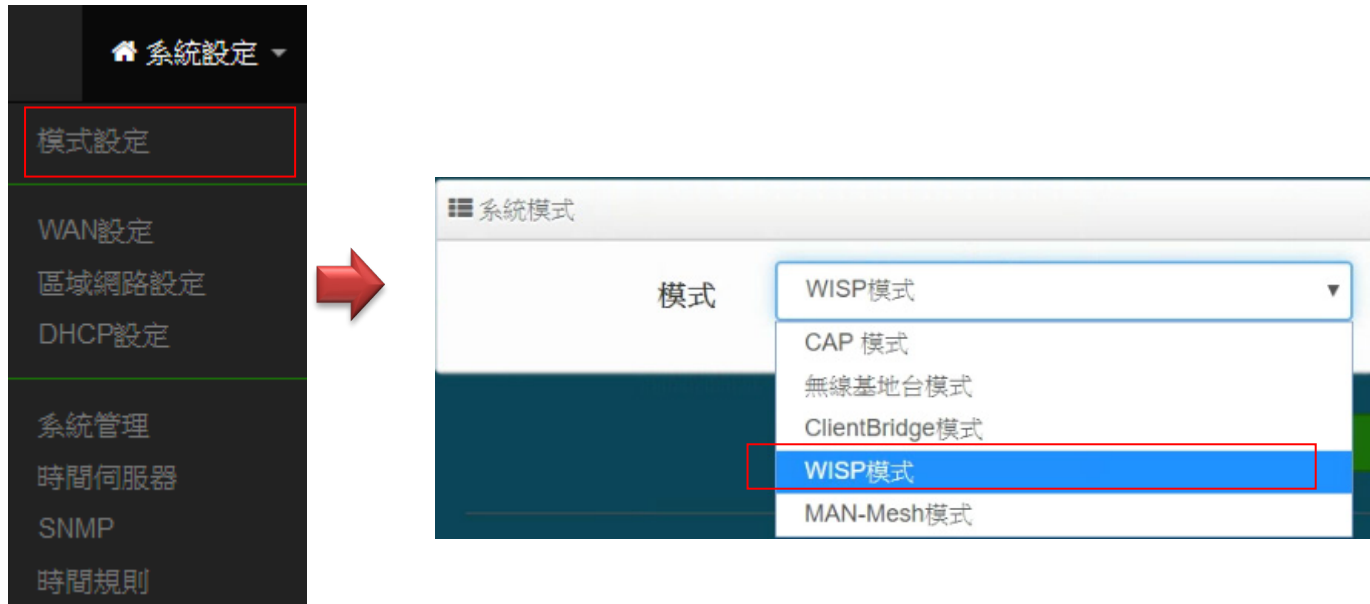 系統設定
模式設定
WAN設定
區域網路設定
DHCP設定
系統管理
時間伺服器
SNMP
時間規則
系統模式
模式
WISP模式
CAP 模式
無線基地台模式
ClientBridge模式
WISP模式
MAN-Mesh模式